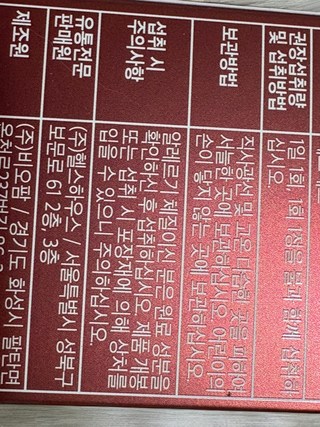 권장섭취량
및 섭취방법
1일 1회, 1회 1정을 물과 함께 섭취하
십시오.
보관방법
직사광선 및 고온 다습한 곳을 피하여
서늘한 곳에 보관하십시오. 어린이의
손이 닿지 않는 곳에 보관하십시오.
섭취 시
주의사항
알레르기 체질이신 분은 원료 성분을
확인하신 후 섭취하십시오. 제품 개봉
또는 섭취 시 포장재에 의해 상처를
입을 수 있으니 주의하십시오.
유통전문
판매원
(주)헬스하우스 / 서울특별시 성북구
보문로 61 2층, 3층
제조원
(주)비오팜 / 경기도 화성시 팔탄면